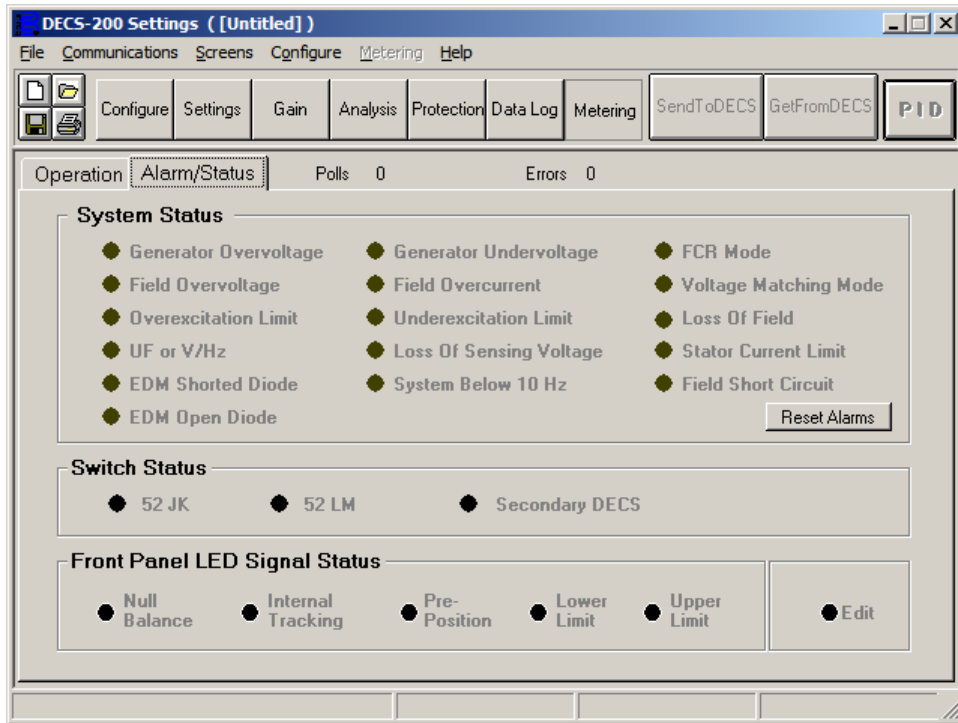 DECS-200 Settings ( [Untitled] )
File Communications Screens Configure Metering Help
Configure Settings Gain Analysis Protection Data Log Metering SendToDECS GetFromDECS PID
Operation Alarm/Status Polls 0 Errors 0
System Status
Generator Overvoltage Generator Undervoltage FCR Mode
Field Overvoltage Field Overcurrent Voltage Matching Mode
Overexcitation Limit Underexcitation Limit Loss Of Field
UF or V/Hz Loss Of Sensing Voltage Stator Current Limit
EDM Shorted Diode System Below 10 Hz Field Short Circuit
EDM Open Diode Reset Alarms
Switch Status
52 JK 52 LM Secondary DECS
Front Panel LED Signal Status
Null Internal Pre- Lower Upper
Balance Tracking Position Limit Limit Edit